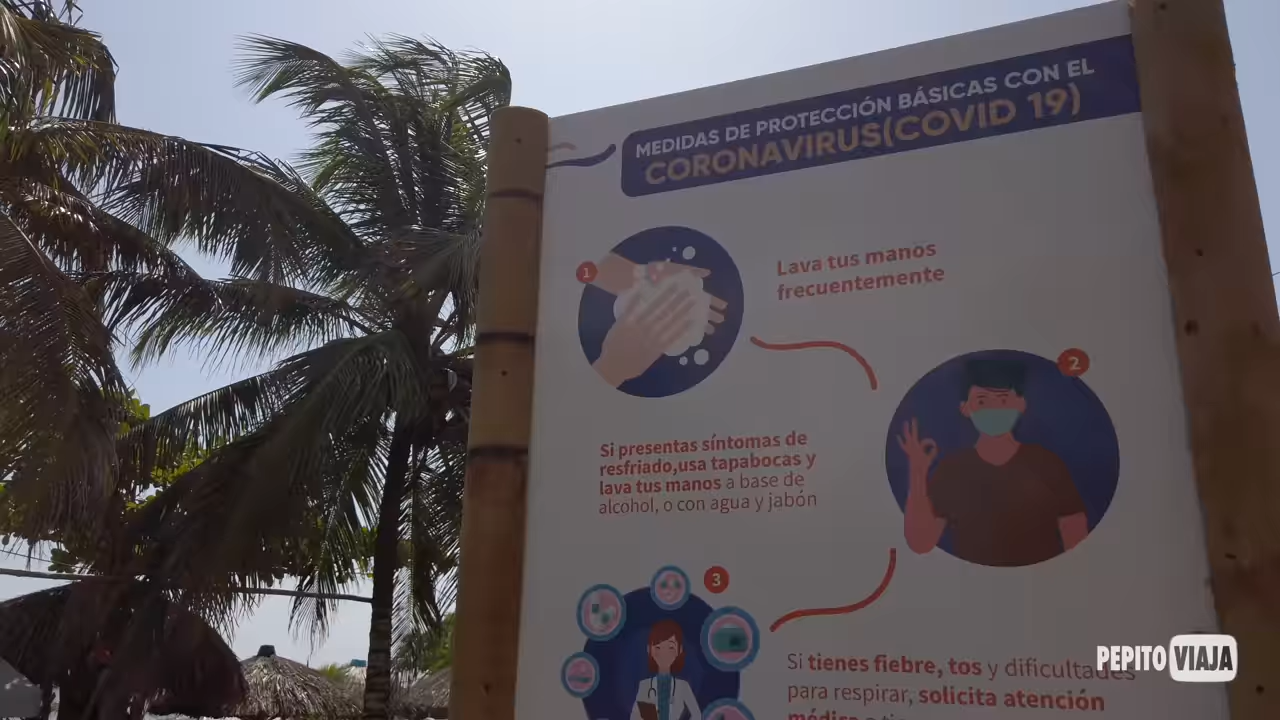 MEDIDAS DE PROTECCIÓN BÁSICAS CON EL
CORONAVIRUS(COVID 19)
1
Lava tus manos
frecuentemente
2
Si presentas síntomas de
resfriado,usa tapabocas y
lava tus manos a base de
alcohol, o con agua y jabón
3
Si tienes fiebre, tos y dificultades
para respirar, solicita atención
PEPITO VIAJA